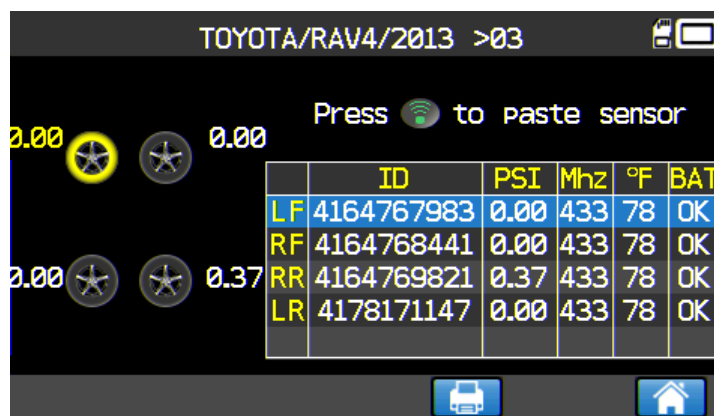 TOYOTA/RAV4/2013 >03
Press to paste sensor
0.00 0.00
ID PSI Mhz °F BAT
LF 4164767983 0.00 433 78 OK
RF 4164768441 0.00 433 78 OK
0.00 0.37
RR 4164769821 0.37 433 78 OK
LR 4178171147 0.00 433 78 OK